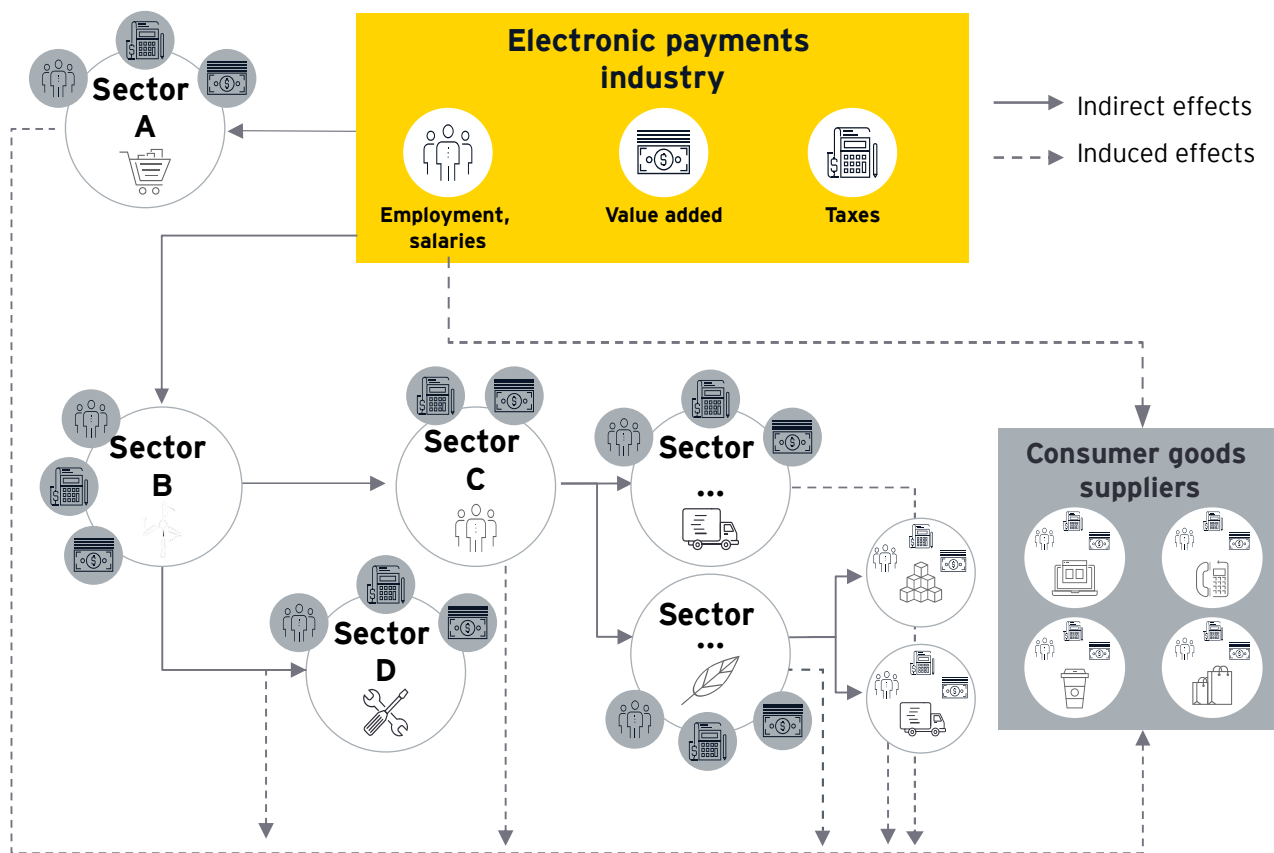 Electronic payments
industry
Employment,
salaries
Value added
Taxes
Indirect effects
Induced effects
Sector
A
Sector
B
Sector
C
Sector
...
Sector
D
Sector
...
Consumer goods
suppliers